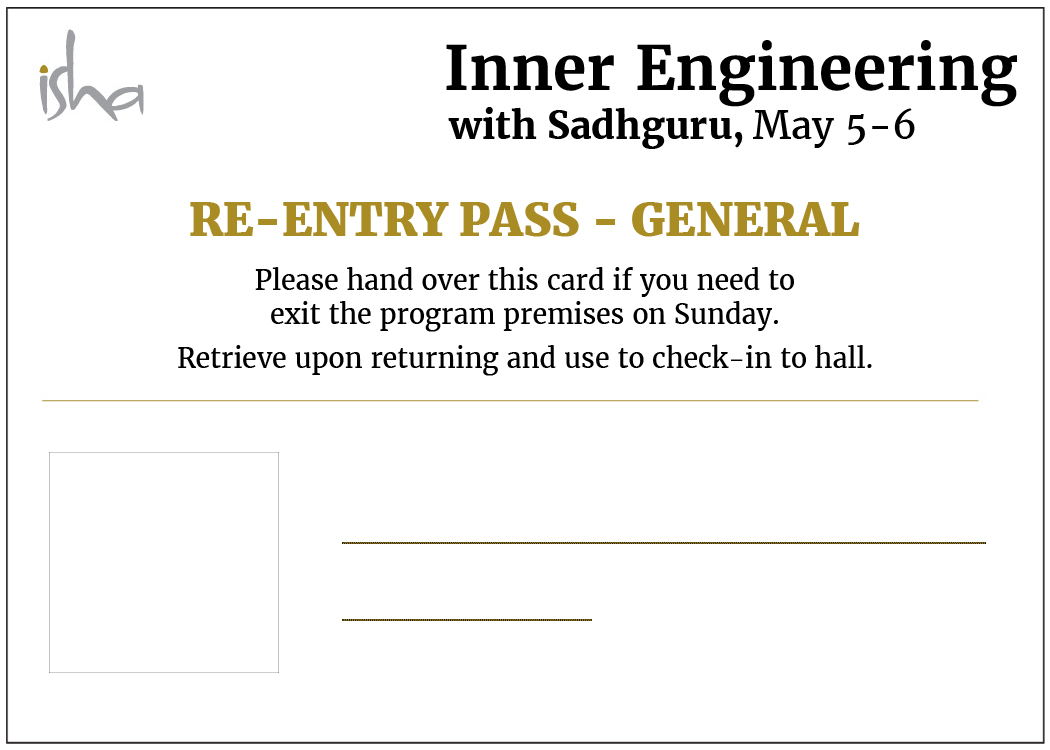 isha
Inner Engineering
with Sadhguru, May 5-6
RE-ENTRY PASS - GENERAL
Please hand over this card if you need to
exit the program premises on Sunday.
Retrieve upon returning and use to check-in to hall.